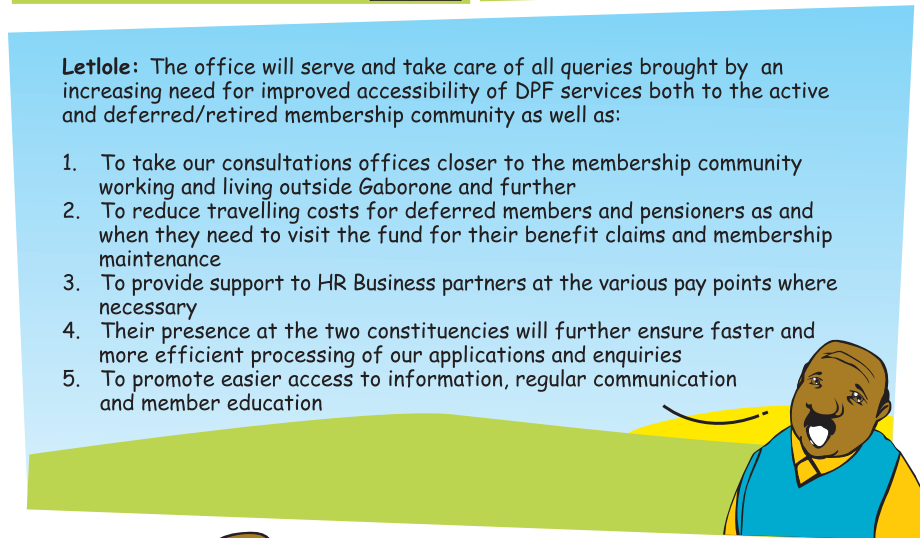 Letlole: The office will serve and take care of all queries brought by an
increasing need for improved accessibility of DPF services both to the active
and deferred/retired membership community as well as:
1. To take our consultations offices closer to the membership community
working and living outside Gaborone and further
2. To reduce travelling costs for deferred members and pensioners as and
when they need to visit the fund for their benefit claims and membership
maintenance
3. To provide support to HR Business partners at the various pay points where
necessary
4. Their presence at the two constituencies will further ensure faster and
more efficient processing of our applications and enquiries
5. To promote easier access to information, regular communication
and member education